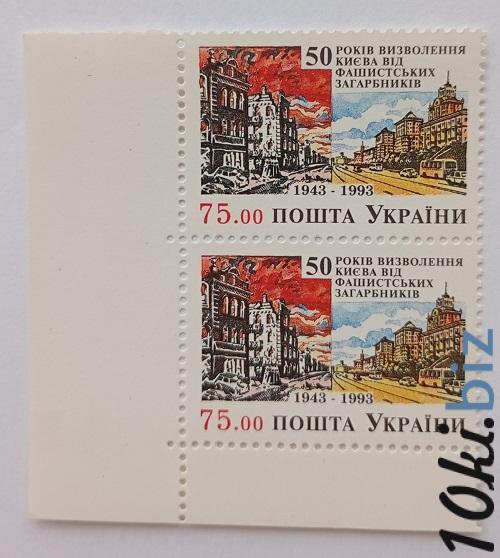 50 РОКІВ ВИЗВОЛЕННЯ
КИЄВА ВІД
ФАШИСТСЬКИХ
ЗАГАРБНИКІВ
1943 - 1993
75.00 ПОШТА УКРАЇНИ
50 РОКІВ ВИЗВОЛЕННЯ
КИЄВА ВІД
ФАШИСТСЬКИХ
ЗАГАРБНИКІВ
1943 - 1993
75.00 ПОШТА УКРАЇНИ
10ki.biz